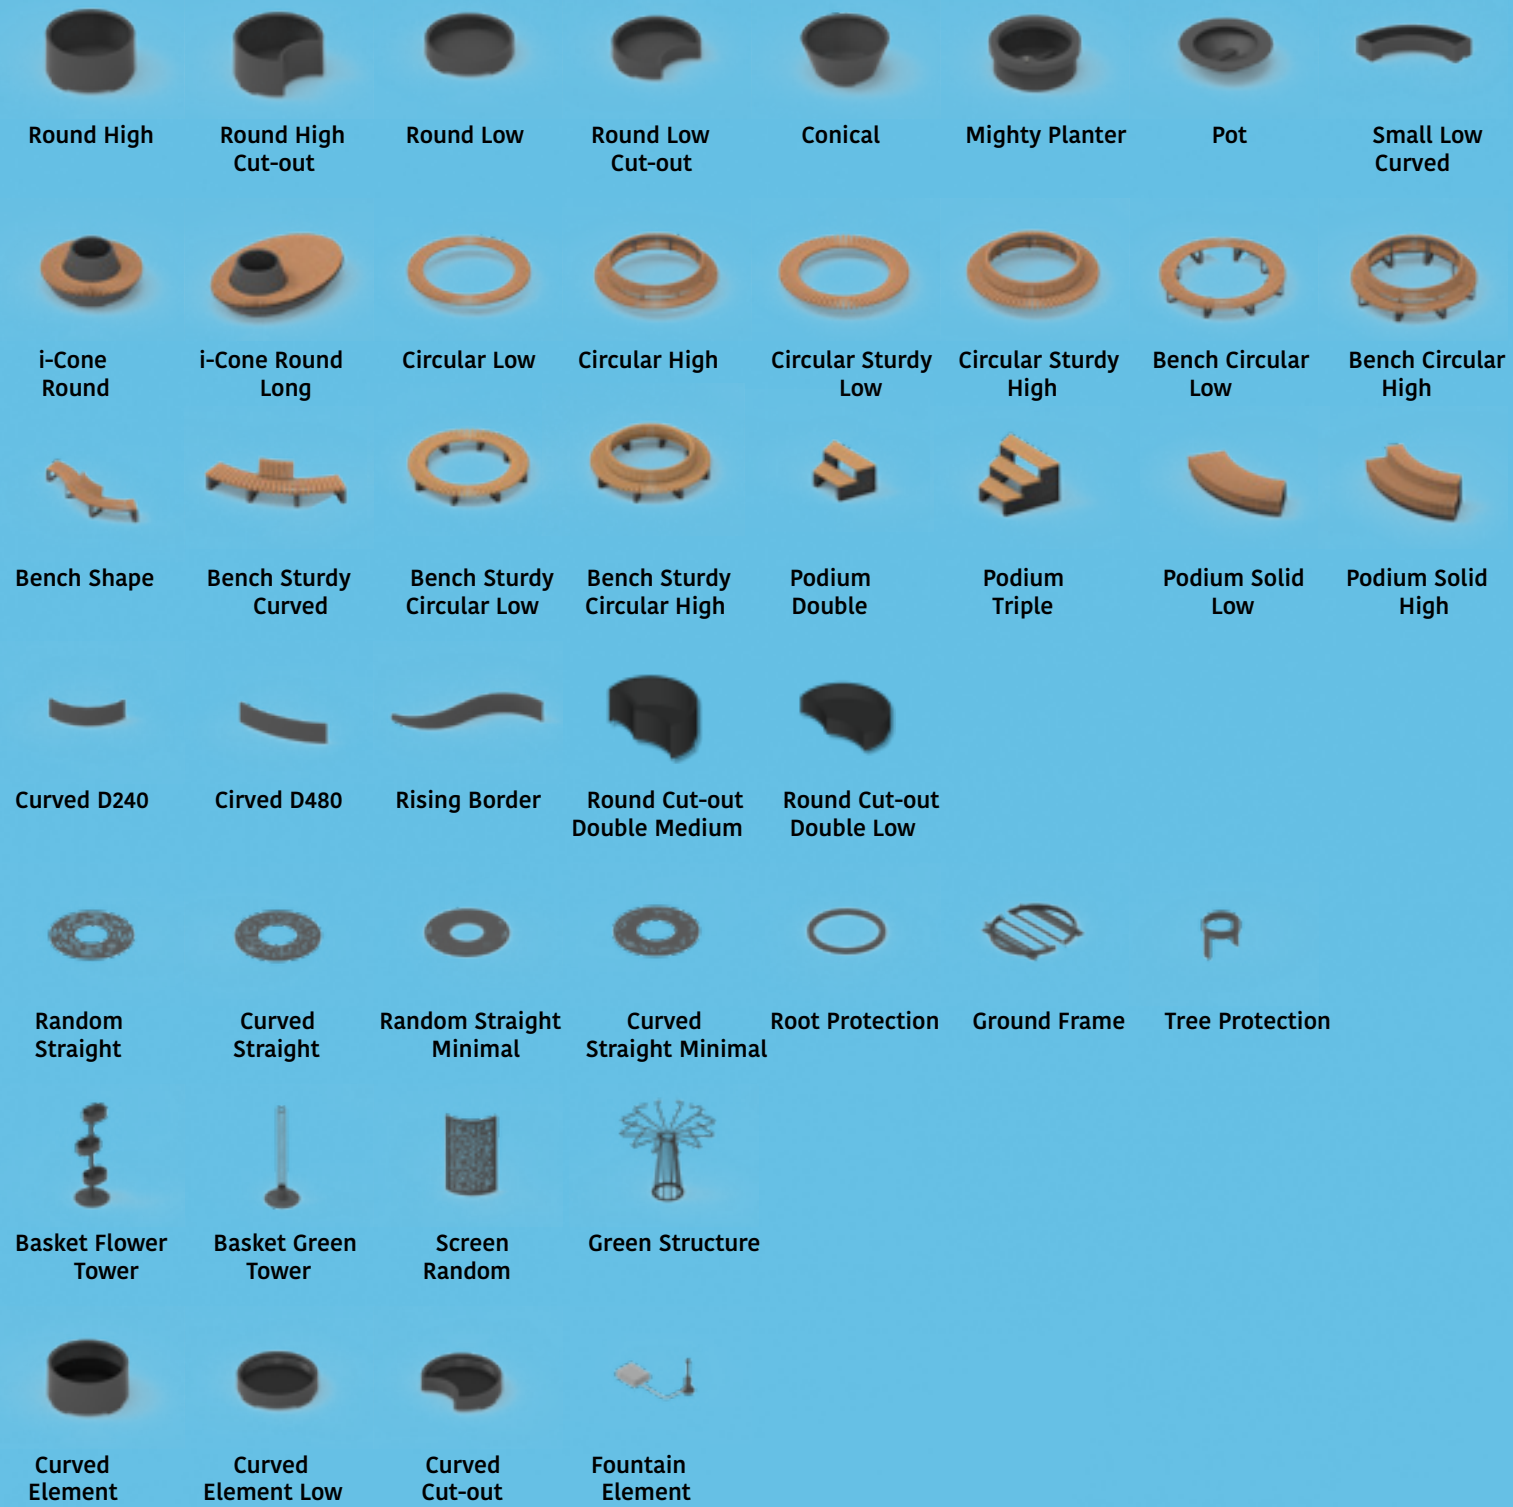 Round High
Round High
Cut-out
Round Low
Round Low
Cut-out
Conical
Mighty Planter
Pot
Small Low
Curved
i-Cone
Round
i-Cone Round
Long
Circular Low
Circular High
Circular Sturdy
Low
Circular Sturdy
High
Bench Circular
Low
Bench Circular
High
Bench Shape
Bench Sturdy
Curved
Bench Sturdy
Circular Low
Bench Sturdy
Circular High
Podium
Double
Podium
Triple
Podium Solid
Low
Podium Solid
High
Curved D240
Cirved D480
Rising Border
Round Cut-out
Double Medium
Round Cut-out
Double Low
Random
Straight
Curved
Straight
Random Straight
Minimal
Curved
Straight Minimal
Root Protection
Ground Frame
Tree Protection
Basket Flower
Tower
Basket Green
Tower
Screen
Random
Green Structure
Curved
Element
Curved
Element Low
Curved
Cut-out
Fountain
Element